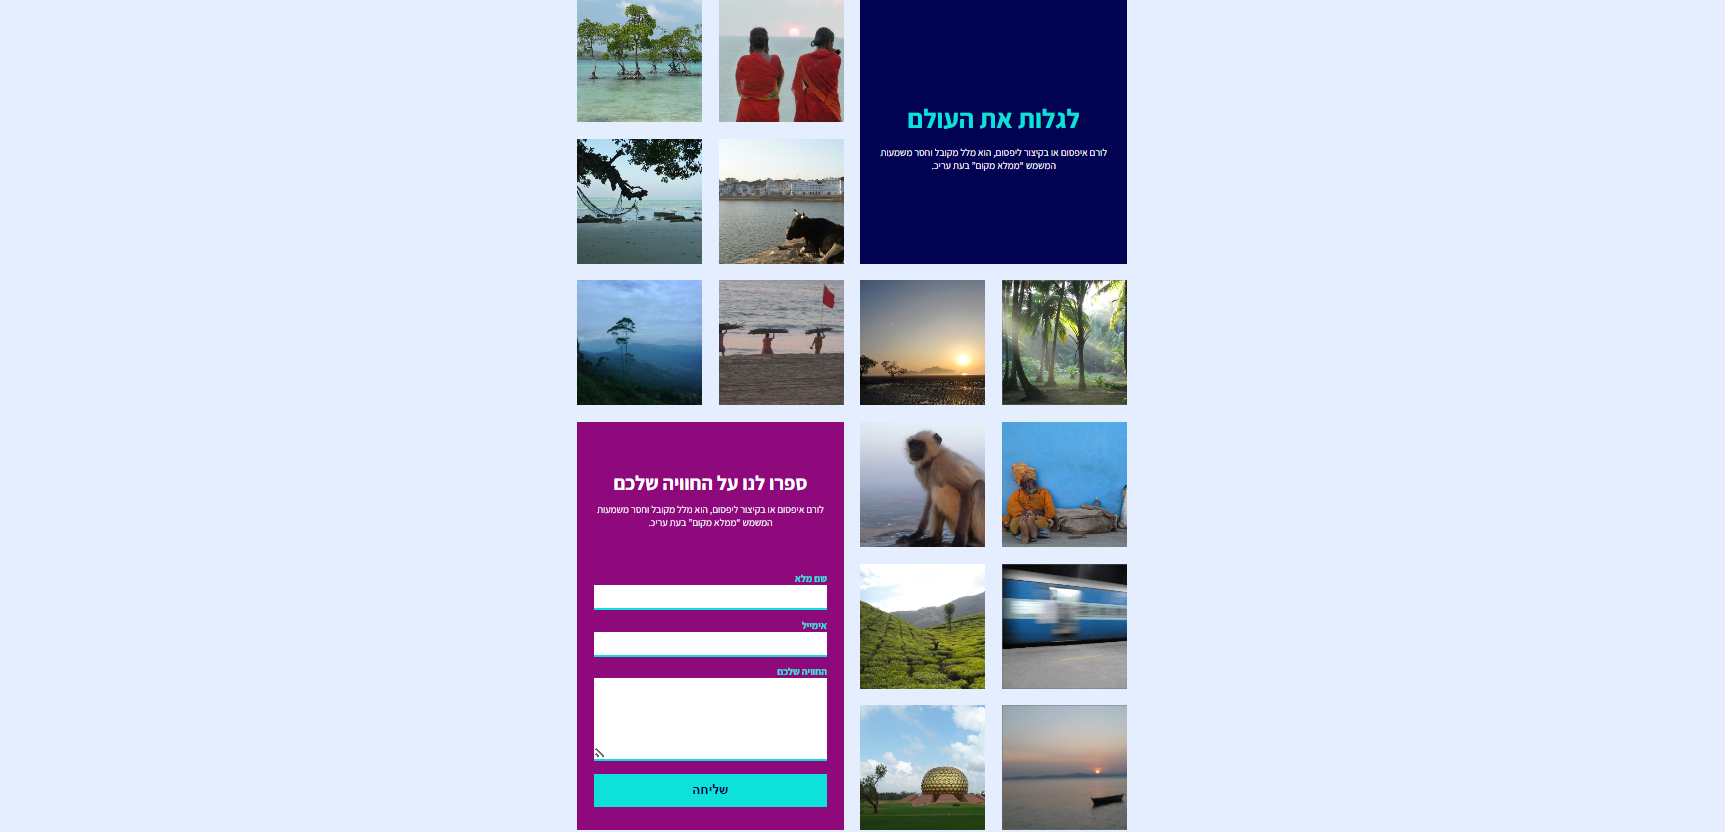 לגלות את העולם
לורם איפסום או בקיצור ליפסום, הוא מלל מקובל וחסר משמעות
המשמש "ממלא מקום" בעת עריכ.
ספרו לנו על החוויה שלכם
לורם איפסום או בקיצור ליפסום, הוא מלל מקובל וחסר משמעות
המשמש "ממלא מקום" בעת עריכ.
שם מלא
אימייל
החוויה שלכם
שליחה